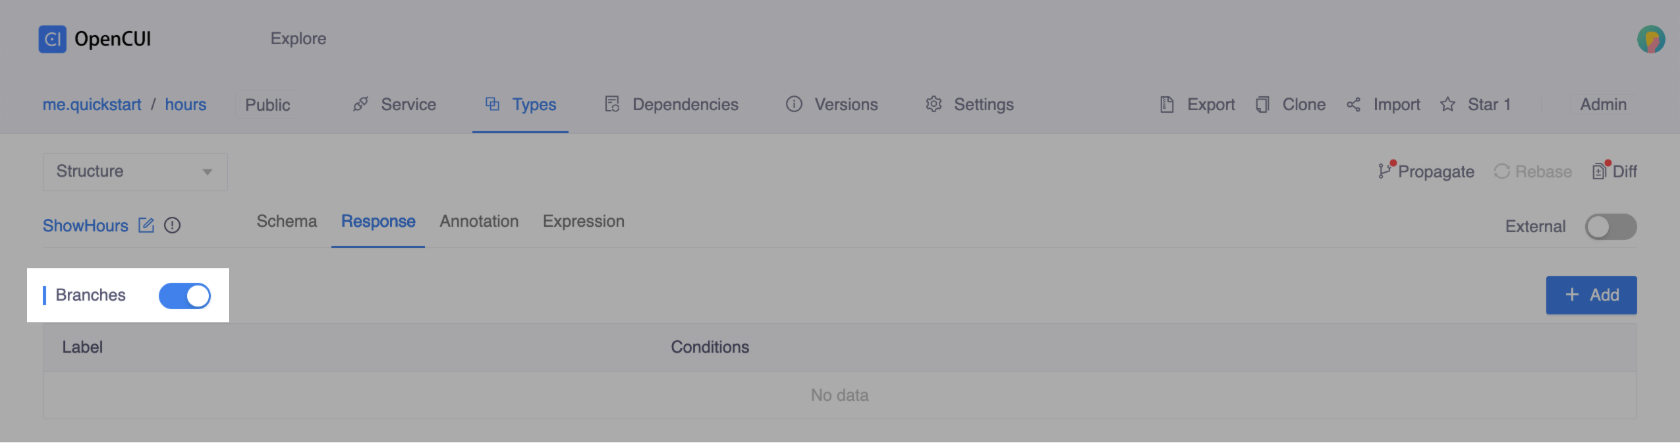 OpenCUI Explore
me.quickstart / hours Public Service Types Dependencies Versions Settings Export Clone Import Star 1 Admin
Structure Propagate Rebase Diff
ShowHours Schema Response Annotation Expression External
Branches + Add
Label Conditions
No data